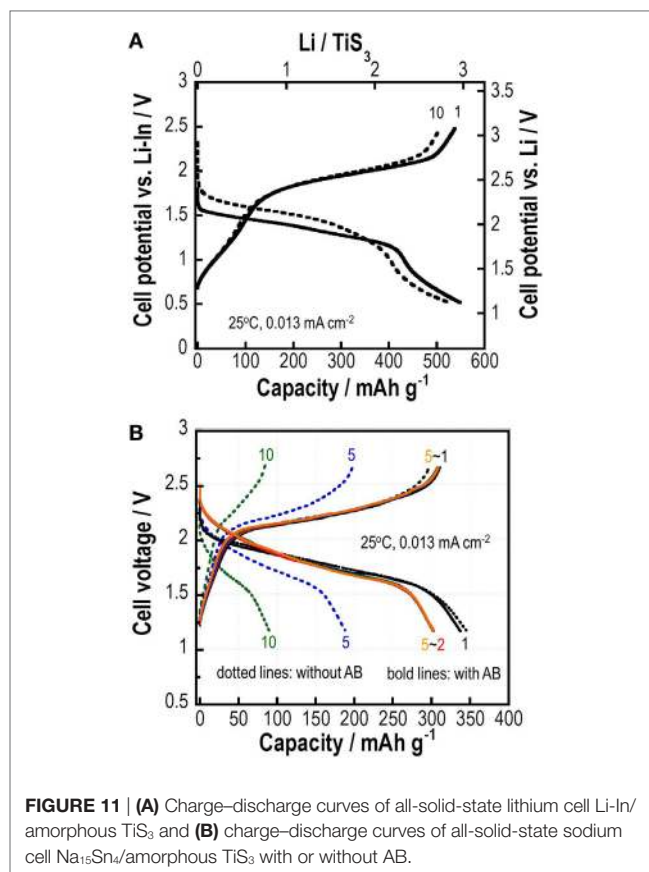 A
Li / TiS₃
0 1 2 3
3
2.5
2
1.5
1
0.5
0
Cell potential vs. Li-In / V
10 1
3.5
3
2.5
2
1.5
1
Cell potential vs. Li / V
25ºC, 0.013 mA cm⁻²
0 100 200 300 400 500 600
Capacity / mAh g⁻¹
B
3
2.5
2
1.5
1
0.5
Cell voltage / V
10 5 5~1
25ºC, 0.013 mA cm⁻²
10 5 5~2 1
dotted lines: without AB bold lines: with AB
0 50 100 150 200 250 300 350 400
Capacity / mAh g⁻¹
FIGURE 11 | (A) Charge–discharge curves of all-solid-state lithium cell Li-In/
amorphous TiS₃ and (B) charge–discharge curves of all-solid-state sodium
cell Na₁₅Sn₄/amorphous TiS₃ with or without AB.